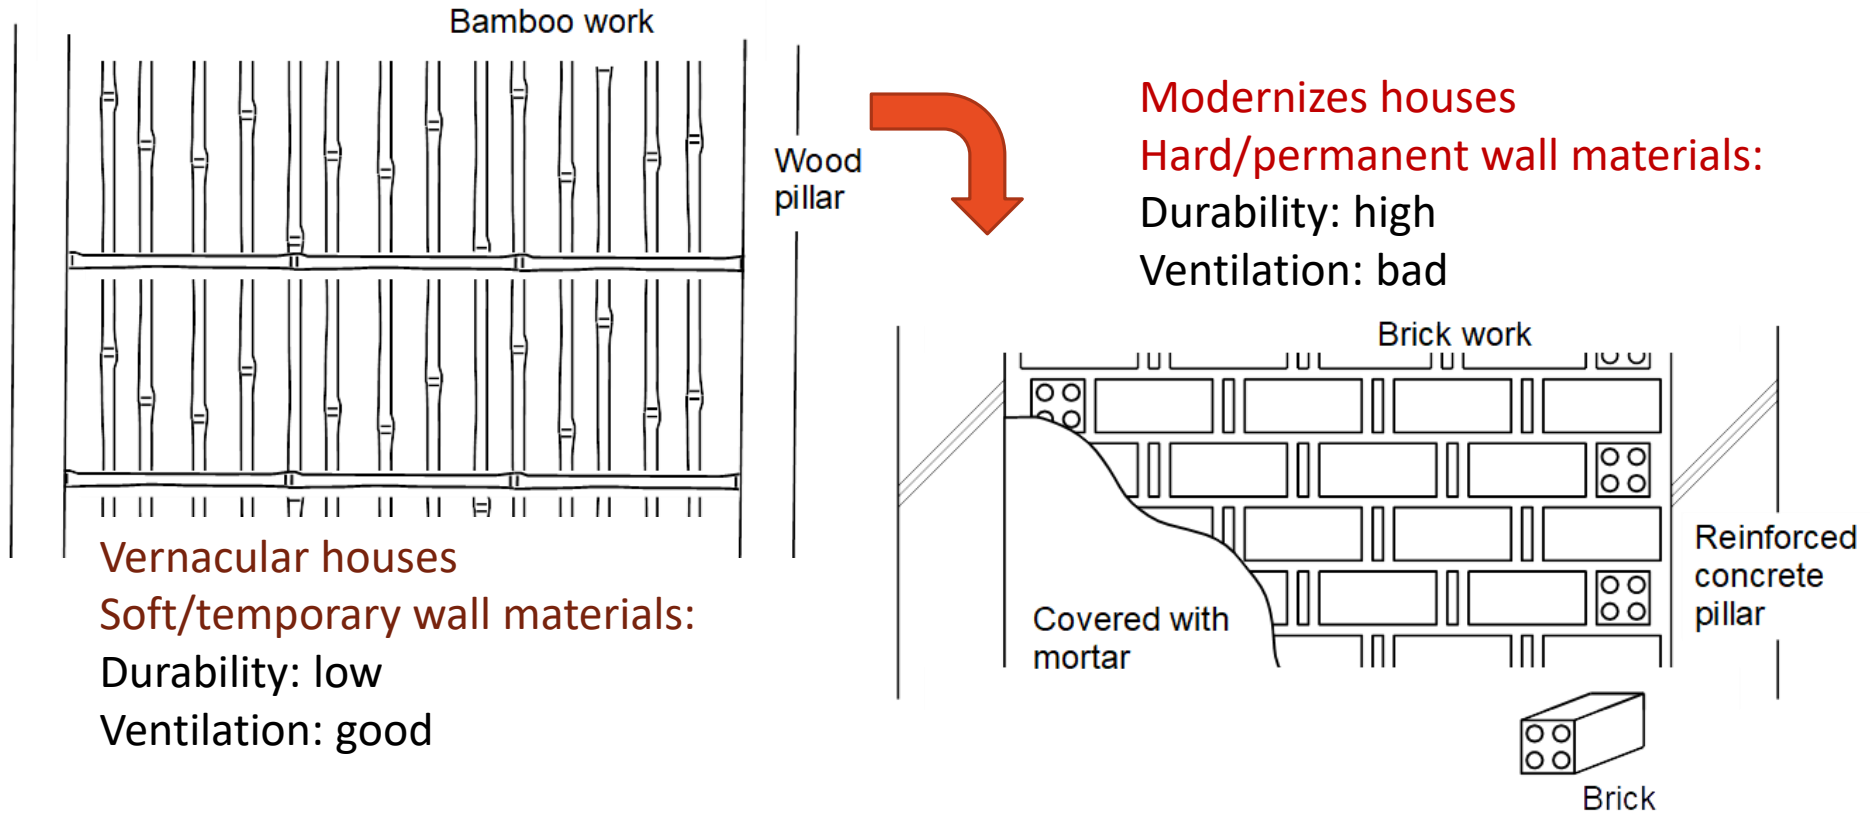 Bamboo work
Wood
pillar
Vernacular houses
Soft/temporary wall materials:
Durability: low
Ventilation: good
Modernizes houses
Hard/permanent wall materials:
Durability: high
Ventilation: bad
Brick work
Covered with
mortar
Reinforced
concrete
pillar
Brick